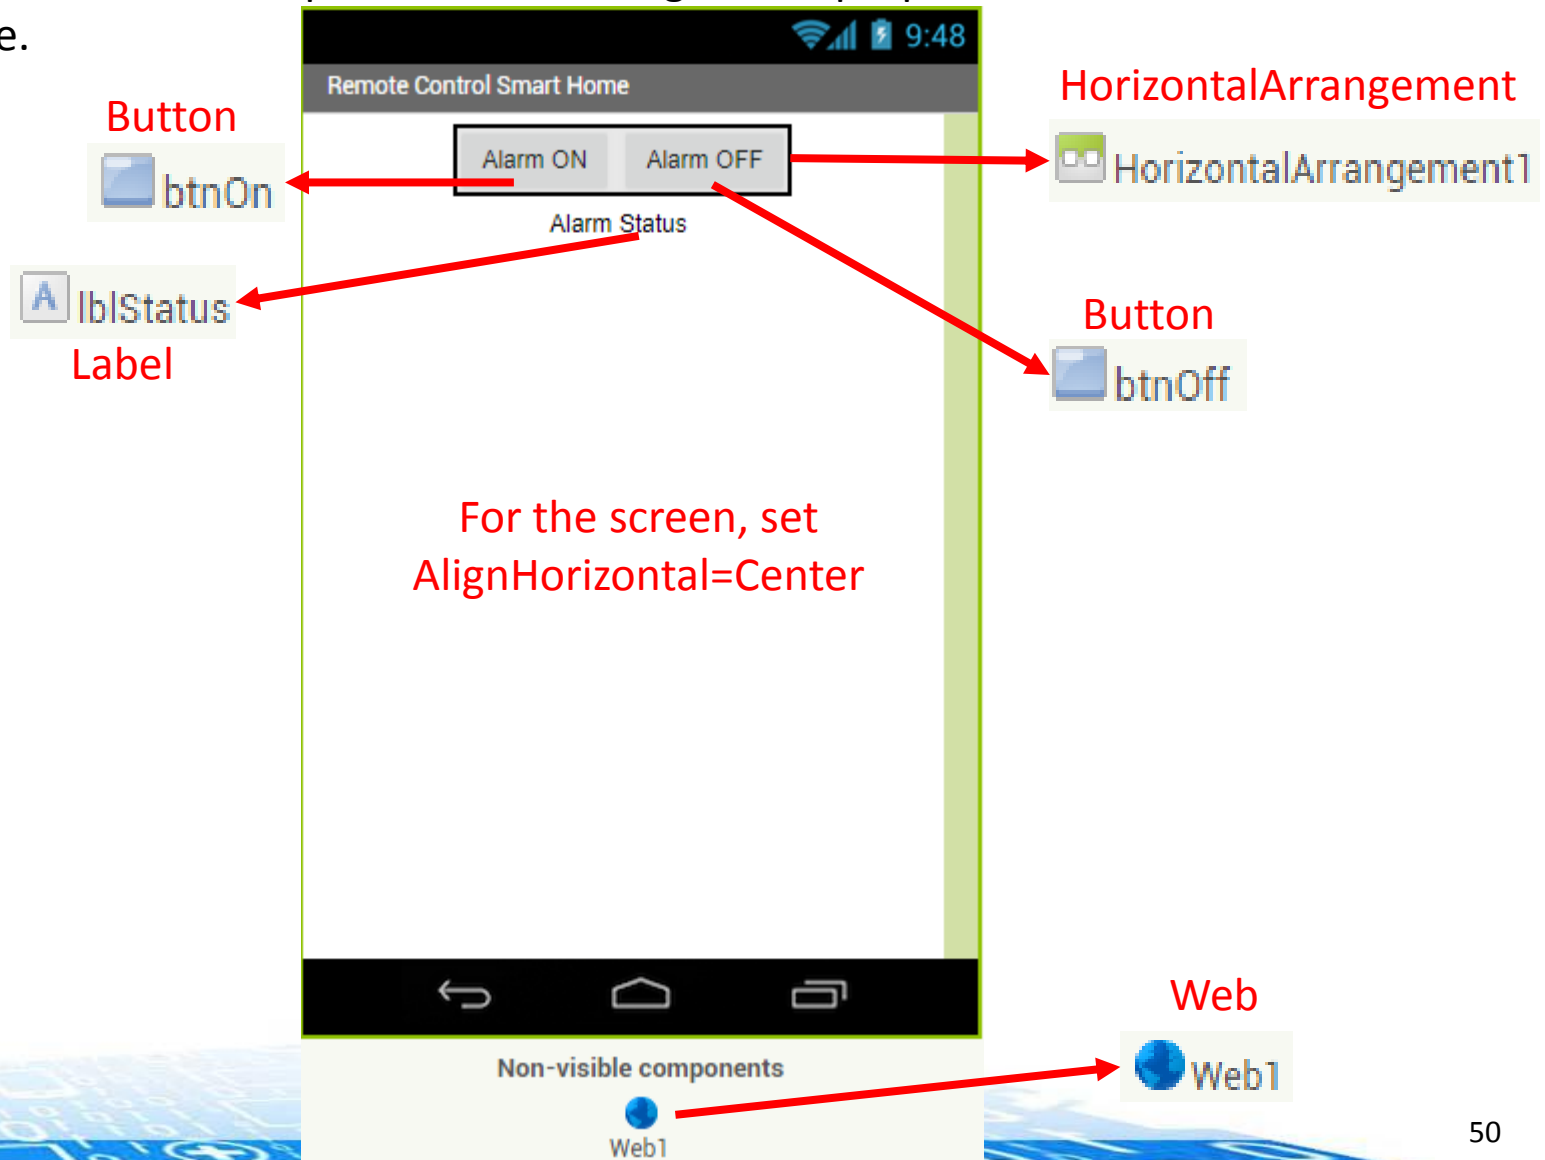 e.
9:48
Remote Control Smart Home
HorizontalArrangement
Button
Alarm ON
Alarm OFF
HorizontalArrangement1
btnOn
Alarm Status
lblStatus
Button
Label
btnOff
For the screen, set
AlignHorizontal=Center
Web
Non-visible components
Web1
Web1
50